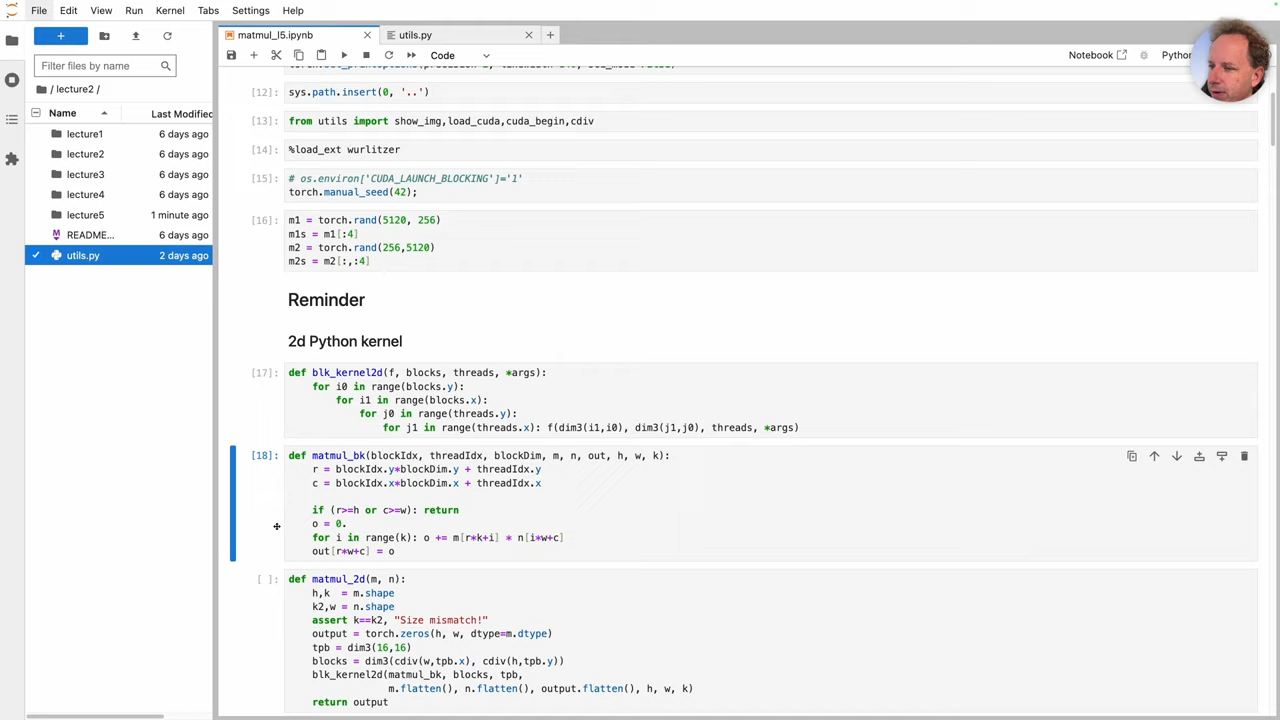 File Edit View Run Kernel Tabs Settings Help
matmul_l5.ipynb
utils.py
Code
Notebook
Filter files by name
/ lecture2 /
Name Last Modified
lecture1 6 days ago
lecture2 6 days ago
lecture3 6 days ago
lecture4 6 days ago
lecture5 1 minute ago
README... 6 days ago
utils.py 2 days ago
[12]: sys.path.insert(0, '..')
[13]: from utils import show_img,load_cuda,cuda_begin,cdiv
[14]: %load_ext wurlitzer
[15]: # os.environ['CUDA_LAUNCH_BLOCKING']='1'
torch.manual_seed(42);
[16]: m1 = torch.rand(5120, 256)
m1s = m1[:4]
m2 = torch.rand(256,5120)
m2s = m2[:,:4]
Reminder
2d Python kernel
[17]: def blk_kernel2d(f, blocks, threads, *args):
for i0 in range(blocks.y):
for i1 in range(blocks.x):
for j0 in range(threads.y):
for j1 in range(threads.x): f(dim3(i1,i0), dim3(j1,j0), threads, *args)
[18]: def matmul_bk(blockIdx, threadIdx, blockDim, m, n, out, h, w, k):
r = blockIdx.y*blockDim.y + threadIdx.y
c = blockIdx.x*blockDim.x + threadIdx.x
if (r>=h or c>=w): return
o = 0.
for i in range(k): o += m[r*k+i] * n[i*w+c]
out[r*w+c] = o
[ ]: def matmul_2d(m, n):
h,k = m.shape
k2,w = n.shape
assert k==k2, "Size mismatch!"
output = torch.zeros(h, w, dtype=m.dtype)
tpb = dim3(16,16)
blocks = dim3(cdiv(w,tpb.x), cdiv(h,tpb.y))
blk_kernel2d(matmul_bk, blocks, tpb,
m.flatten(), n.flatten(), output.flatten(), h, w, k)
return output